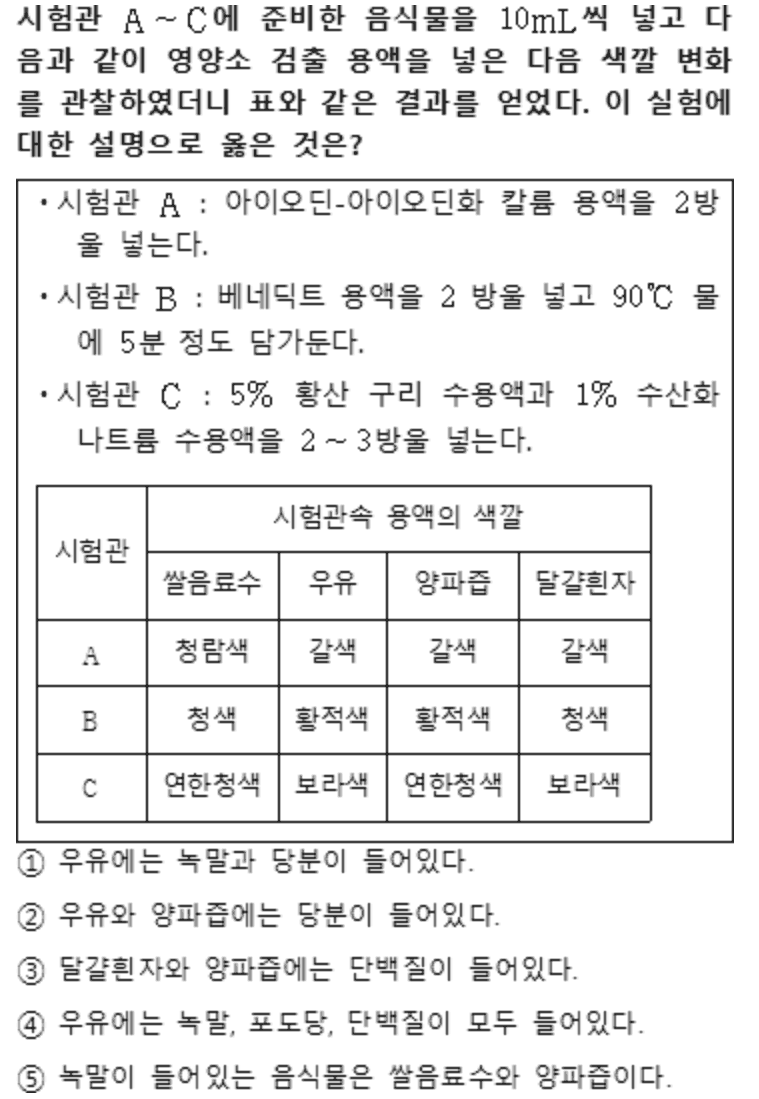 시험관 A ~ C에 준비한 음식물을 10mL씩 넣고 다
음과 같이 영양소 검출 용액을 넣은 다음 색깔 변화
를 관찰하였더니 표와 같은 결과를 얻었다. 이 실험에
대한 설명으로 옳은 것은?
•시험관 A : 아이오딘-아이오딘화 칼륨 용액을 2방
울 넣는다.
•시험관 B : 베네딕트 용액을 2 방울 넣고 90℃ 물
에 5분 정도 담가둔다.
•시험관 C : 5% 황산 구리 수용액과 1% 수산화
나트륨 수용액을 2 ~ 3방울 넣는다.
시험관 시험관속 용액의 색깔
쌀음료수 우유 양파즙 달걀흰자
A 청람색 갈색 갈색 갈색
B 청색 황적색 황적색 청색
C 연한청색 보라색 연한청색 보라색
① 우유에는 녹말과 당분이 들어있다.
② 우유와 양파즙에는 당분이 들어있다.
③ 달걀흰자와 양파즙에는 단백질이 들어있다.
④ 우유에는 녹말, 포도당, 단백질이 모두 들어있다.
⑤ 녹말이 들어있는 음식물은 쌀음료수와 양파즙이다.